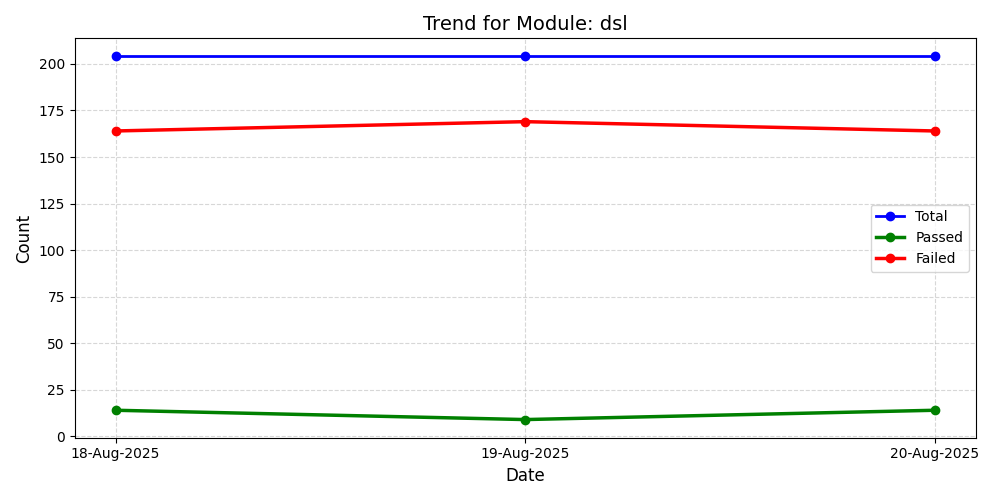 Trend for Module: dsl
200
175
150
125
100
75
50
25
0
Count
Total
Passed
Failed
18-Aug-2025
19-Aug-2025
20-Aug-2025
Date